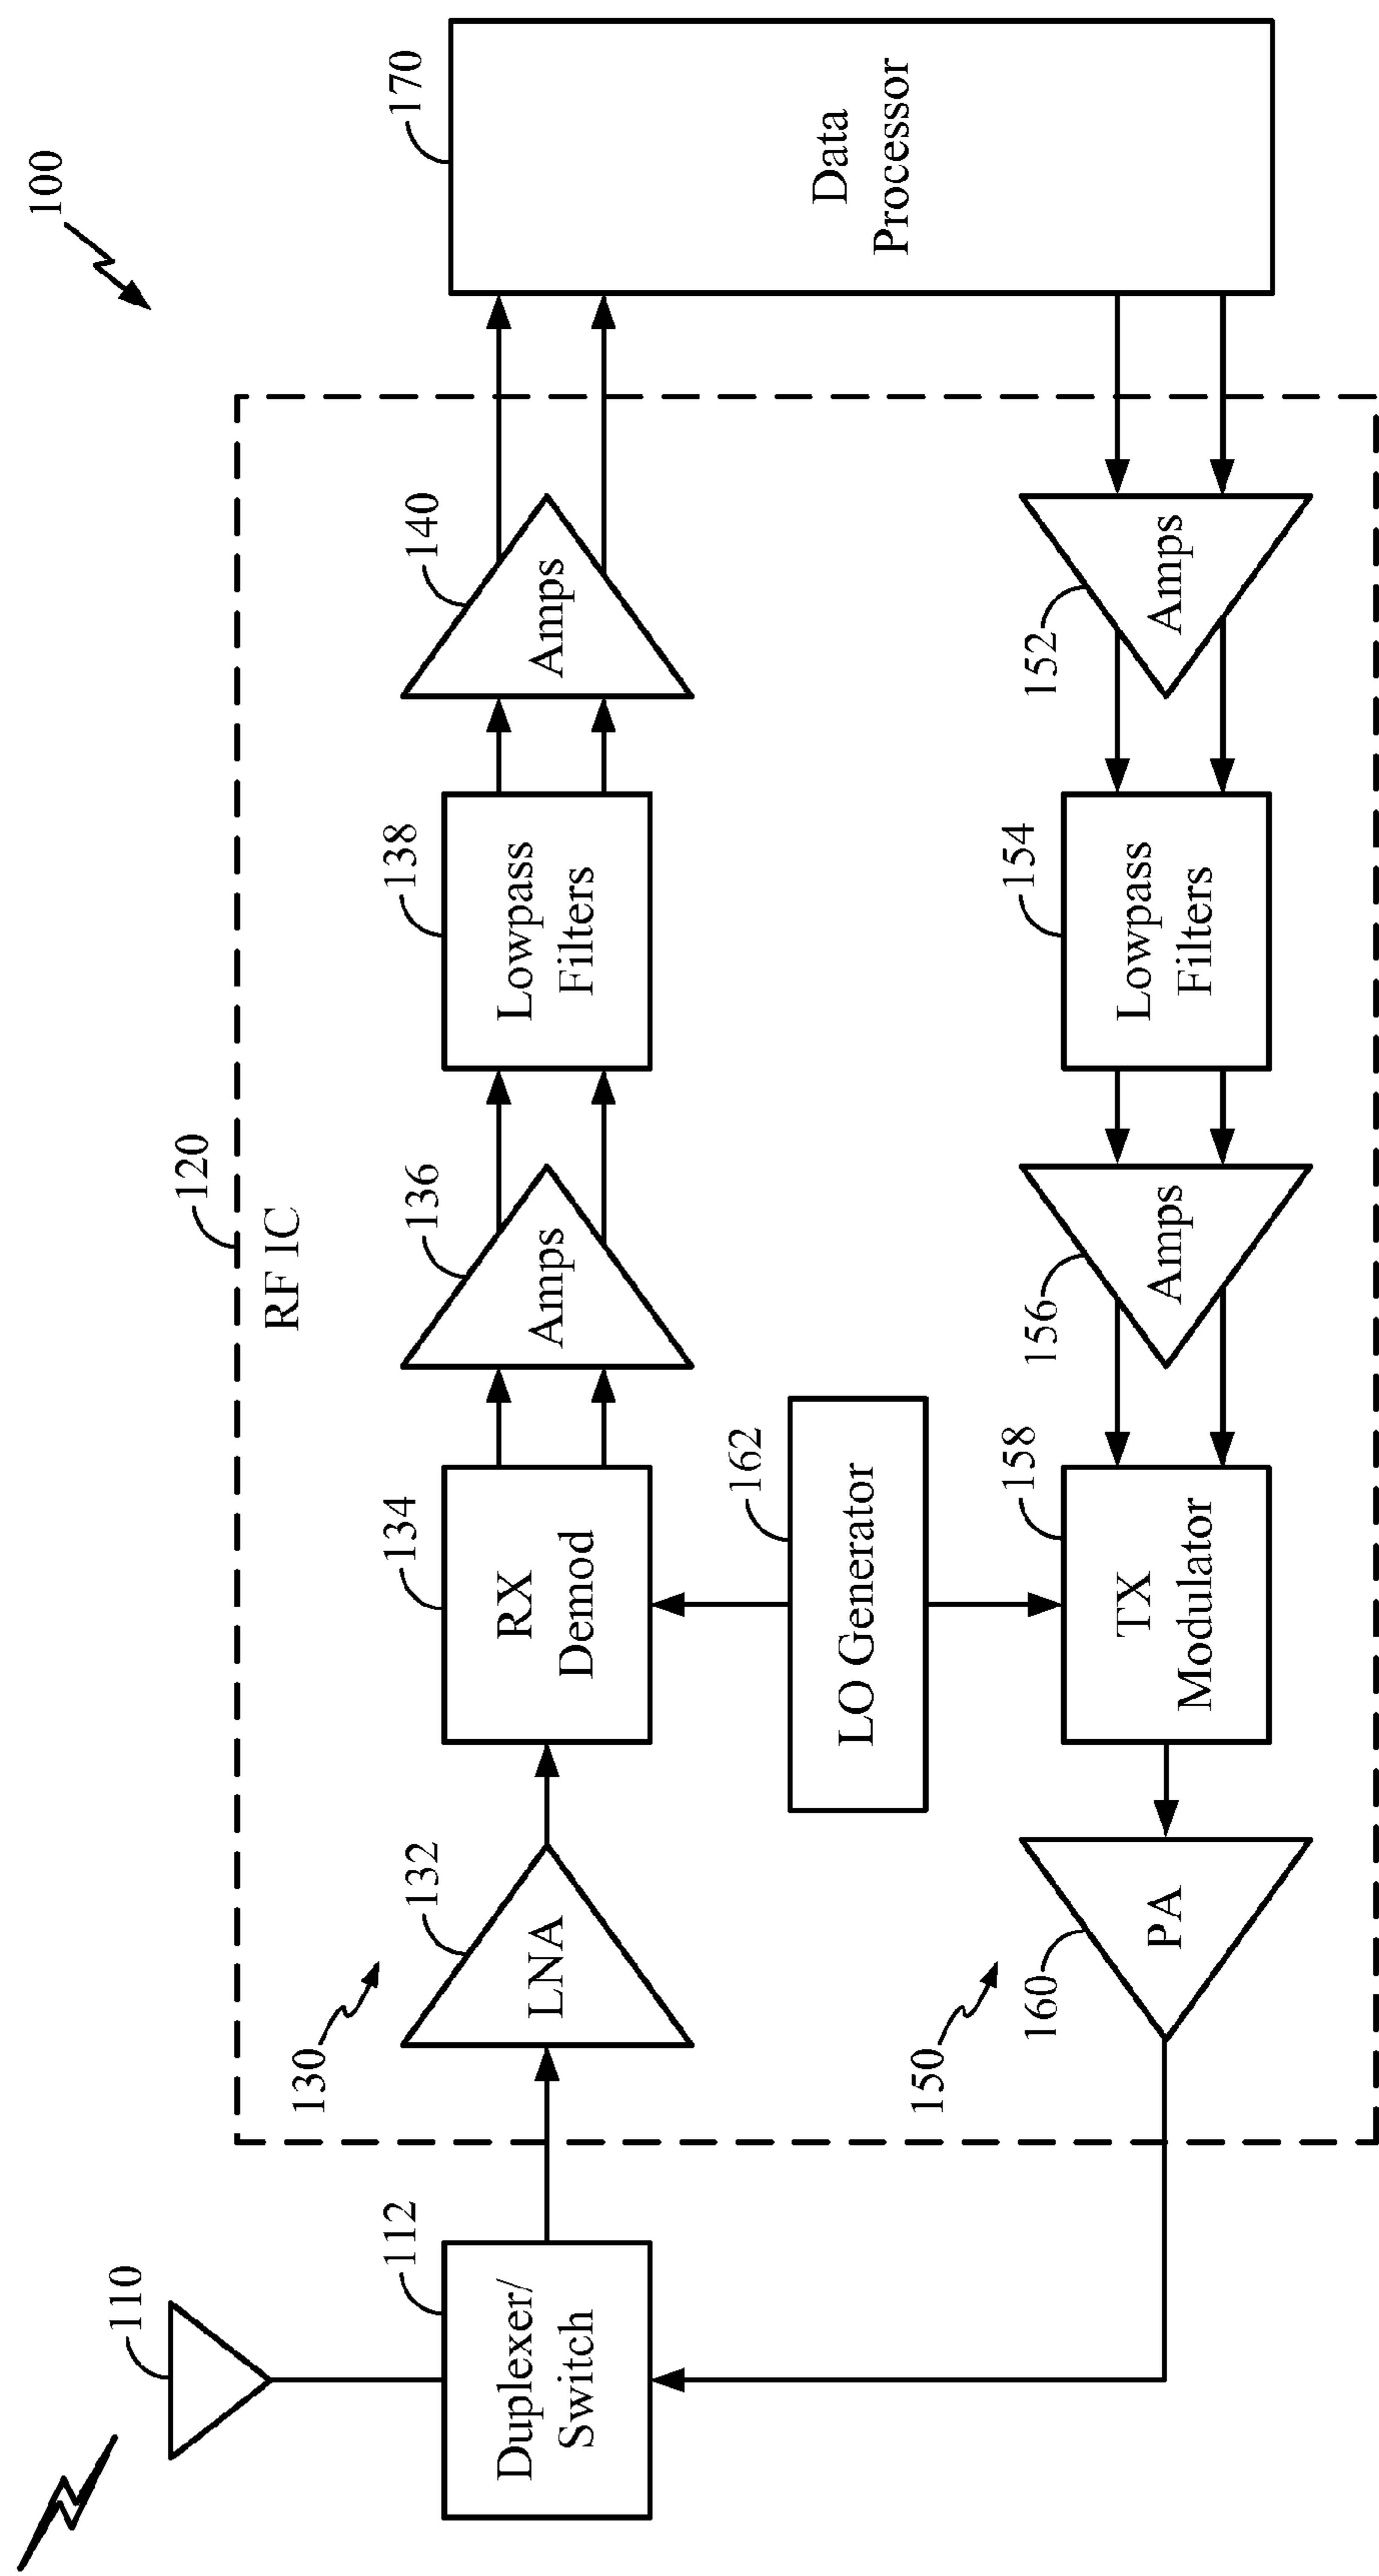 100
110
112
Duplexer/
Switch
120
RF IC
130
132
LNA
134
RX
Demod
136
Amps
138
Lowpass
Filters
140
Amps
170
Data
Processor
162
LO Generator
150
160
PA
158
TX
Modulator
156
Amps
154
Lowpass
Filters
152
Amps